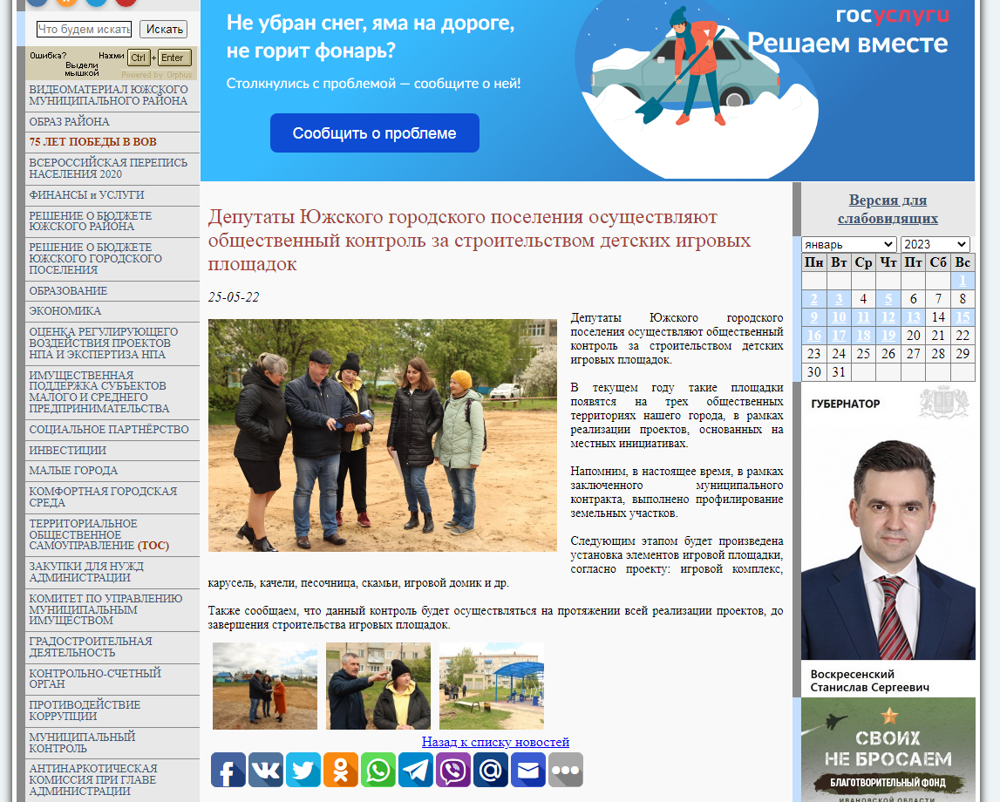 Что будем искать
Искать
Ошибка?
Выдели
мышкой
Нажми
Ctrl
+
Enter
Powered by Orphus
ВИДЕОМАТЕРИАЛ ЮЖСКОГО
МУНИЦИПАЛЬНОГО РАЙОНА
ОБРАЗ РАЙОНА
75 ЛЕТ ПОБЕДЫ В ВОВ
ВСЕРОССИЙСКАЯ ПЕРЕПИСЬ
НАСЕЛЕНИЯ 2020
ФИНАНСЫ и УСЛУГИ
РЕШЕНИЕ О БЮДЖЕТЕ
ЮЖСКОГО РАЙОНА
РЕШЕНИЕ О БЮДЖЕТЕ
ЮЖСКОГО ГОРОДСКОГО
ПОСЕЛЕНИЯ
ОБРАЗОВАНИЕ
ЭКОНОМИКА
ОЦЕНКА РЕГУЛИРУЮЩЕГО
ВОЗДЕЙСТВИЯ ПРОЕКТОВ
НПА И ЭКСПЕРТИЗА НПА
ИМУЩЕСТВЕННАЯ
ПОДДЕРЖКА СУБЪЕКТОВ
МАЛОГО И СРЕДНЕГО
ПРЕДПРИНИМАТЕЛЬСТВА
СОЦИАЛЬНОЕ ПАРТНЁРСТВО
ИНВЕСТИЦИИ
МАЛЫЕ ГОРОДА
КОМФОРТНАЯ ГОРОДСКАЯ
СРЕДА
ТЕРРИТОРИАЛЬНОЕ
ОБЩЕСТВЕННОЕ
САМОУПРАВЛЕНИЕ (ТОС)
ЗАКУПКИ ДЛЯ НУЖД
АДМИНИСТРАЦИИ
КОМИТЕТ ПО УПРАВЛЕНИЮ
МУНИЦИПАЛЬНЫМ
ИМУЩЕСТВОМ
ГРАДОСТРОИТЕЛЬНАЯ
ДЕЯТЕЛЬНОСТЬ
КОНТРОЛЬНО-СЧЕТНЫЙ
ОРГАН
ПРОТИВОДЕЙСТВИЕ
КОРРУПЦИИ
МУНИЦИПАЛЬНЫЙ
КОНТРОЛЬ
АНТИНАРКОТИЧЕСКАЯ
КОМИССИЯ ПРИ ГЛАВЕ
АДМИНИСТРАЦИИ
Не убран снег, яма на дороге,
не горит фонарь?
Столкнулись с проблемой — сообщите о ней!
Сообщить о проблеме
госуслуги
Решаем вместе
Депутаты Южского городского поселения осуществляют
общественный контроль за строительством детских игровых
площадок
25-05-22
Депутаты Южского городского
поселения осуществляют общественный
контроль за строительством детских
игровых площадок.
В текущем году такие площадки
появятся на трех общественных
территориях нашего города, в рамках
реализации проектов, основанных на
местных инициативах.
Напомним, в настоящее время, в рамках
заключенного муниципального
контракта, выполнено профилирование
земельных участков.
Следующим этапом будет произведена
установка элементов игровой площадки,
согласно проекту: игровой комплекс,
карусель, качели, песочница, скамьи, игровой домик и др.
Также сообщаем, что данный контроль будет осуществляться на протяжении всей реализации проектов, до
завершения строительства игровых площадок.
Назад к списку новостей
Версия для
слабовидящих
январь 2023
Пн Вт Ср Чт Пт Сб Вс
1
2 3 4 5 6 7 8
9 10 11 12 13 14 15
16 17 18 19 20 21 22
23 24 25 26 27 28 29
30 31
ГУБЕРНАТОР
Воскресенский
Станислав Сергеевич
СВОИХ
НЕ БРОСАЕМ
БЛАГОТВОРИТЕЛЬНЫЙ ФОНД
ИВАНОВСКОЙ ОБЛАСТИ